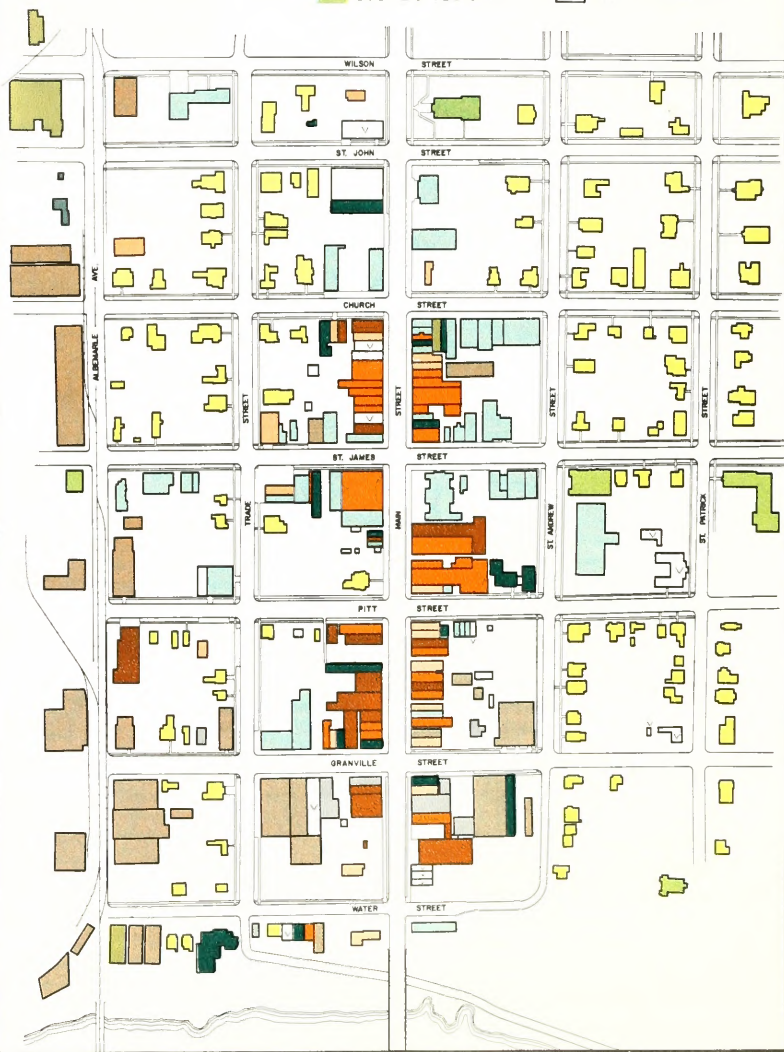 WILSON STREET
ST. JOHN STREET
ALBEMARLE AVE.
CHURCH STREET
TRADE STREET
MAIN STREET
ST. ANDREW STREET
ST. PATRICK STREET
ST. JAMES STREET
PITT STREET
GRANVILLE STREET
WATER STREET